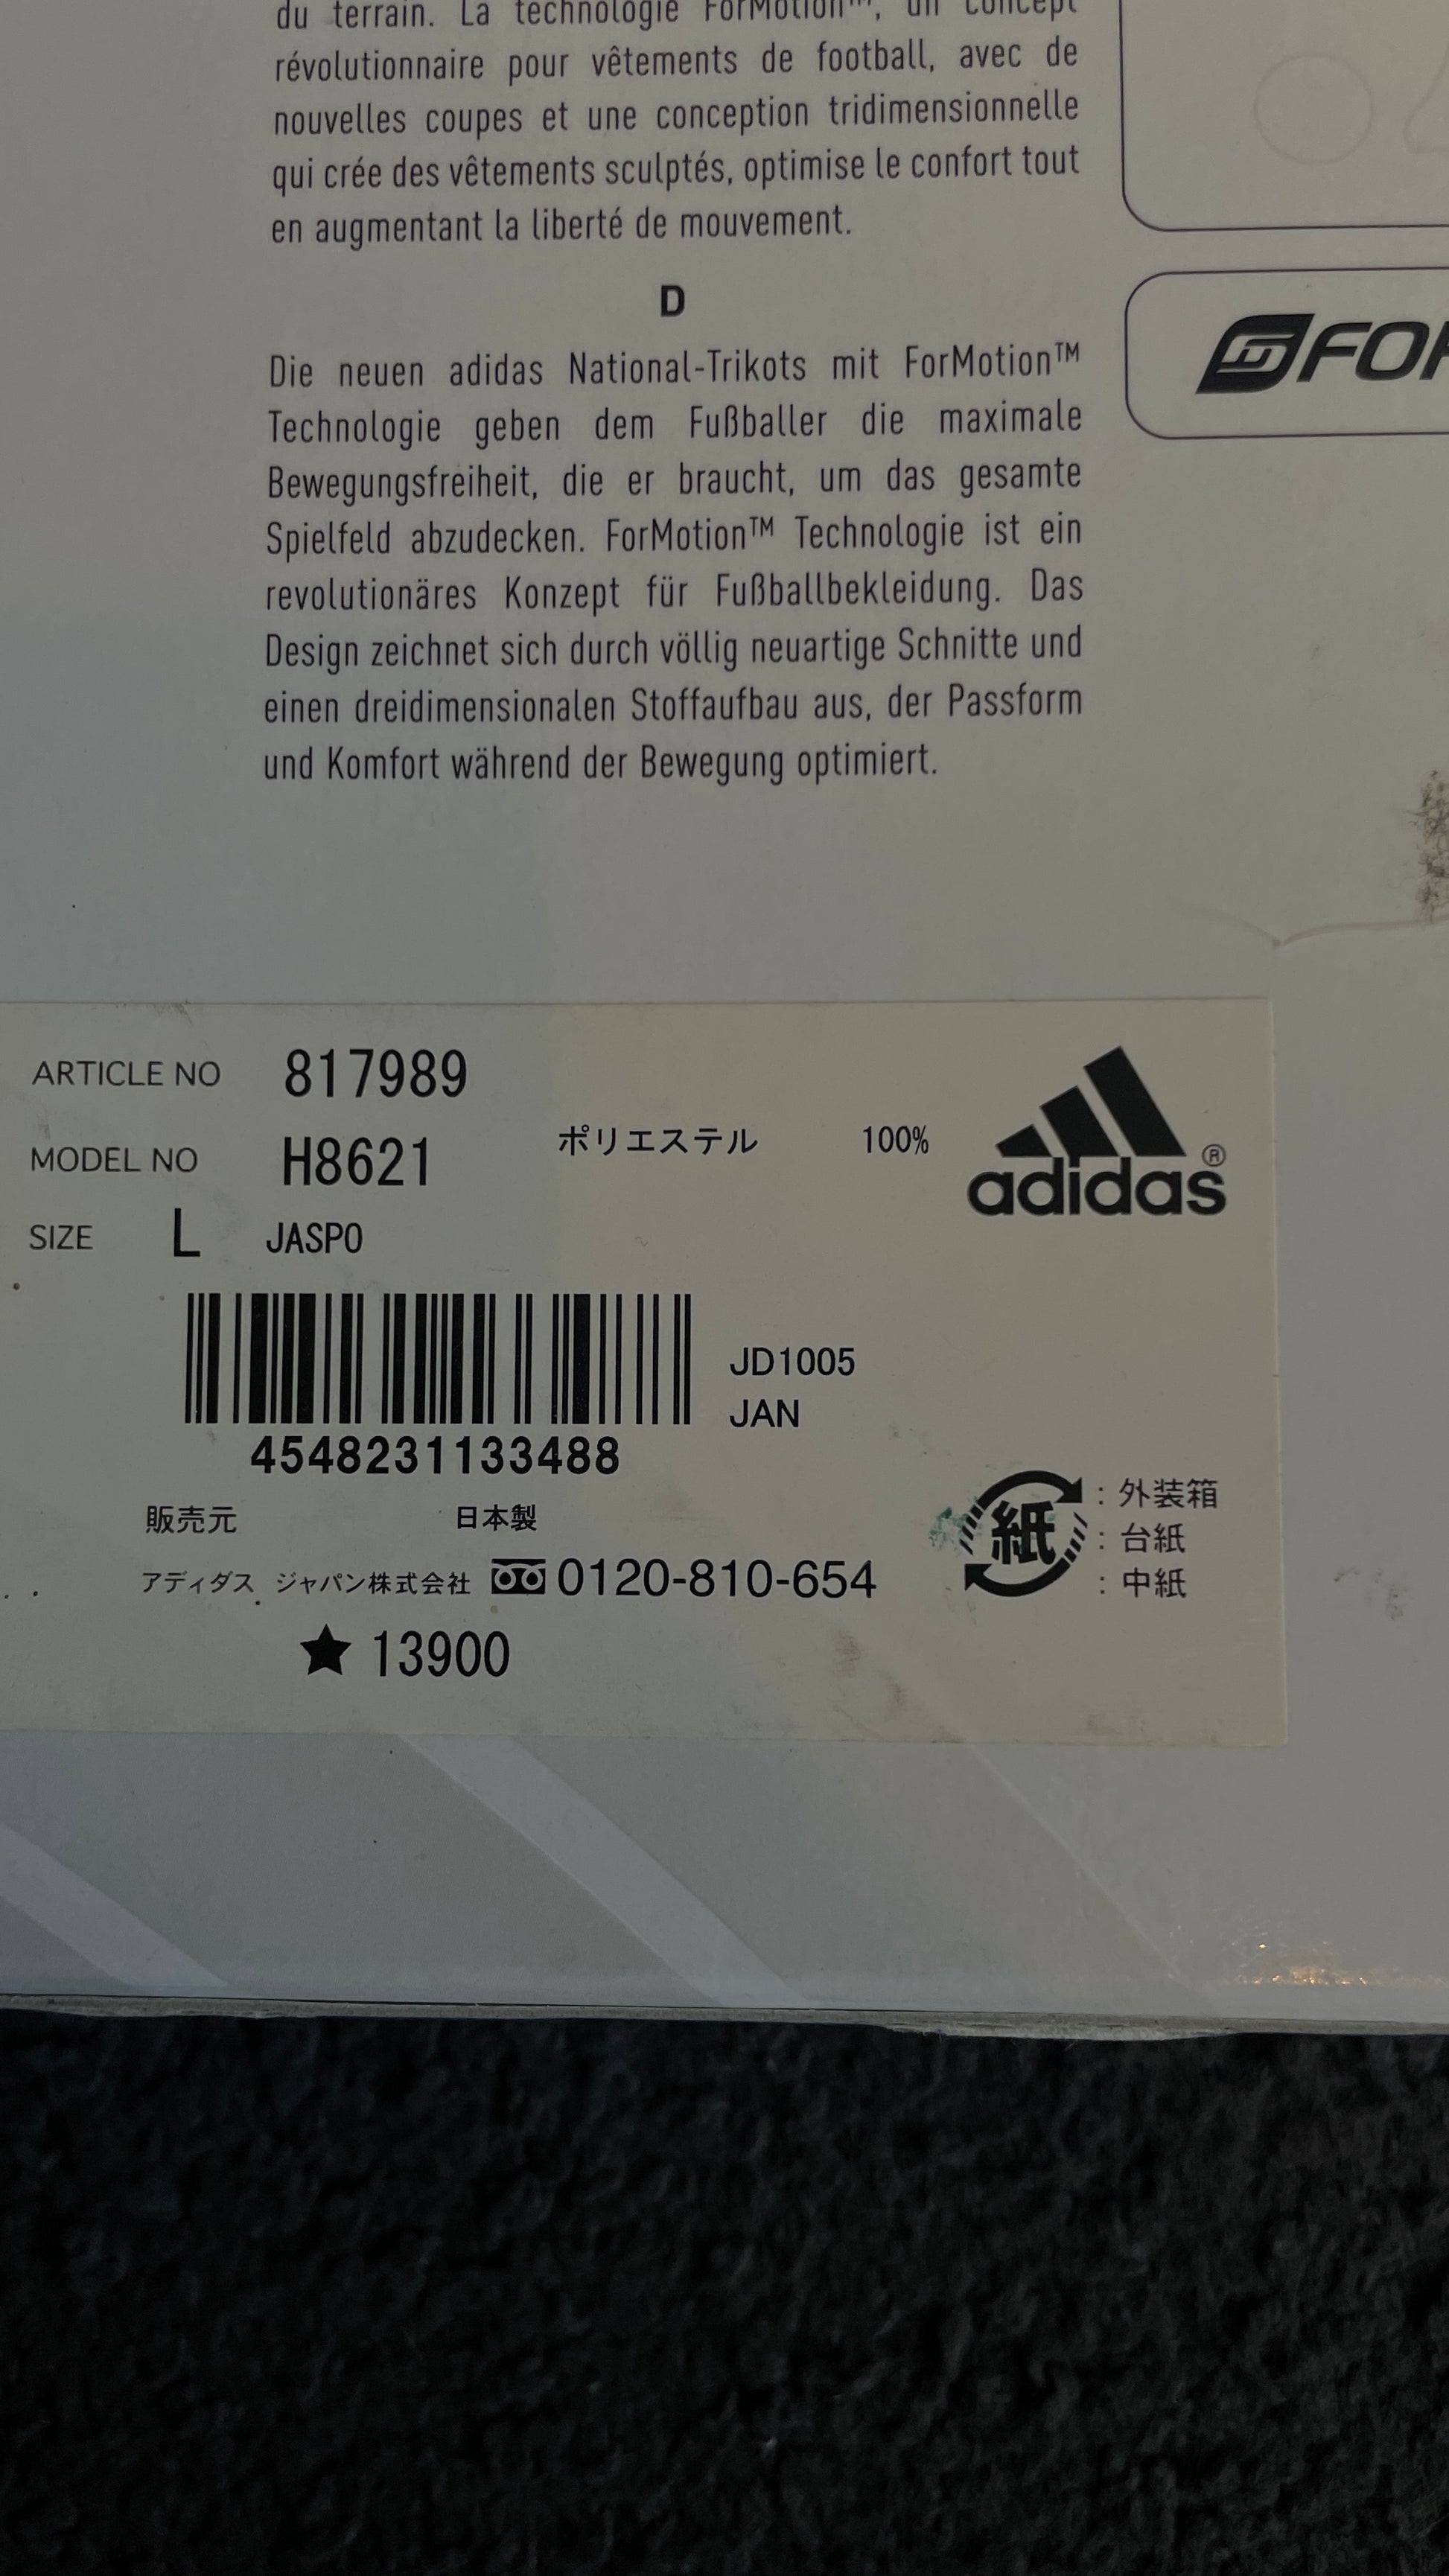 du terrain. La technologie ForMotion™, un concept
révolutionnaire pour vêtements de football, avec de
nouvelles coupes et une conception tridimensionnelle
qui crée des vêtements sculptés, optimise le confort tout
en augmentant la liberté de mouvement.
D
Die neuen adidas National-Trikots mit ForMotion™
Technologie geben dem Fußballer die maximale
Bewegungsfreiheit, die er braucht, um das gesamte
Spielfeld abzudecken. ForMotion™ Technologie ist ein
revolutionäres Konzept für Fußballbekleidung. Das
Design zeichnet sich durch völlig neuartige Schnitte und
einen dreidimensionalen Stoffaufbau aus, der Passform
und Komfort während der Bewegung optimiert.
ARTICLE NO 817989
MODEL NO H8621 ポリエステル 100%
adidas®
SIZE L JASPO
JD1005
JAN
4548231133488
販売元 日本製
アディダス ジャパン株式会社 0120-810-654
★ 13900
紙
: 外装箱
: 台紙
: 中紙